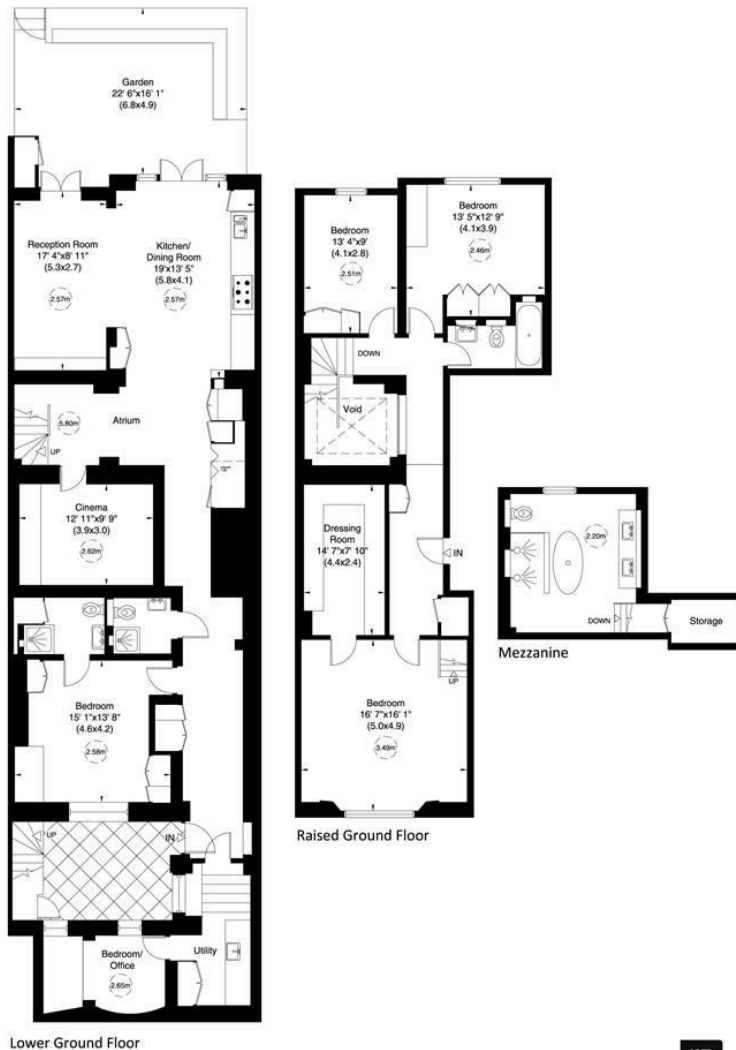 Garden
22' 6"x16' 1"
(6.8x4.9)
Reception Room
17' 4"x8' 11"
(5.3x2.7)
2.57m
Kitchen/
Dining Room
19'x13' 5"
(5.8x4.1)
2.57m
5.80m
Atrium
UP
Cinema
12' 11"x9' 9"
(3.9x3.0)
2.62m
Bedroom
15' 1"x13' 8"
(4.6x4.2)
2.58m
UP
IN
Bedroom/
Office
2.65m
Utility
Lower Ground Floor
Bedroom
13' 4"x9'
(4.1x2.8)
2.51m
Bedroom
13' 5"x12' 9"
(4.1x3.9)
2.46m
DOWN
Void
Dressing
Room
14' 7"x7' 10"
(4.4x2.4)
IN
Bedroom
16' 7"x16' 1"
(5.0x4.9)
3.49m
UP
Raised Ground Floor
2.20m
DOWN
Storage
Mezzanine